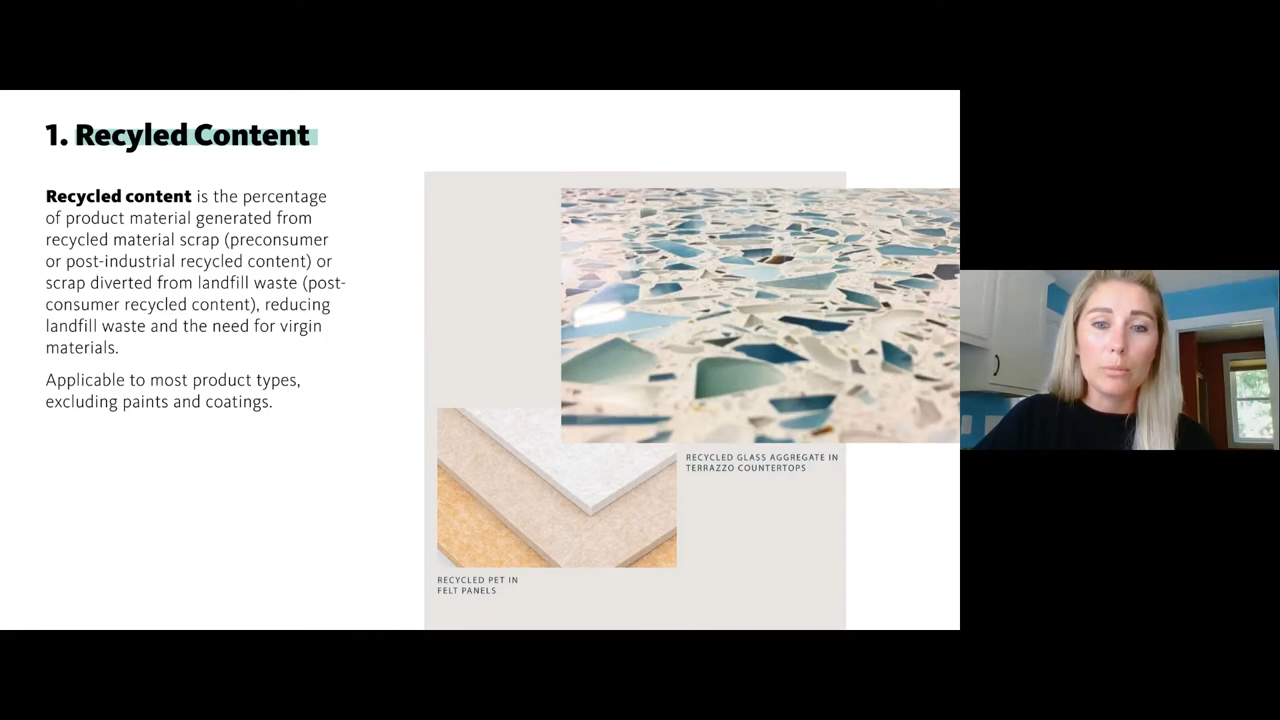 1. Recyled Content
Recycled content is the percentage
of product material generated from
recycled material scrap (preconsumer
or post-industrial recycled content) or
scrap diverted from landfill waste (post-
consumer recycled content), reducing
landfill waste and the need for virgin
materials.
Applicable to most product types,
excluding paints and coatings.
RECYCLED GLASS AGGREGATE IN
TERRAZZO COUNTERTOPS
RECYCLED PET IN
FELT PANELS